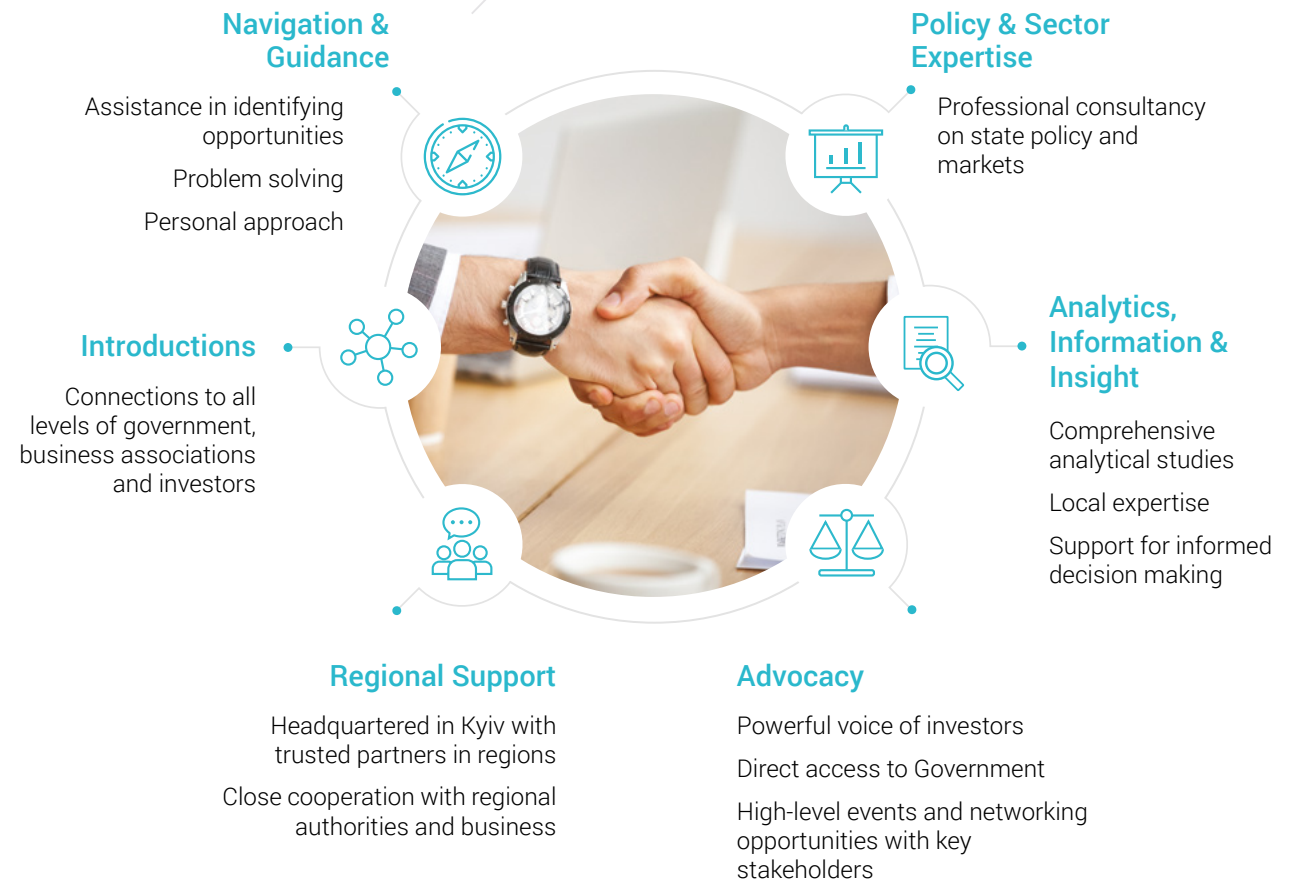 Navigation &
Guidance
Assistance in identifying
opportunities
Problem solving
Personal approach
Policy & Sector
Expertise
Professional consultancy
on state policy and
markets
Introductions
Connections to all
levels of government,
business associations
and investors
Analytics,
Information &
Insight
Comprehensive
analytical studies
Local expertise
Support for informed
decision making
Regional Support
Headquartered in Kyiv with
trusted partners in regions
Close cooperation with regional
authorities and business
Advocacy
Powerful voice of investors
Direct access to Government
High-level events and networking
opportunities with key
stakeholders